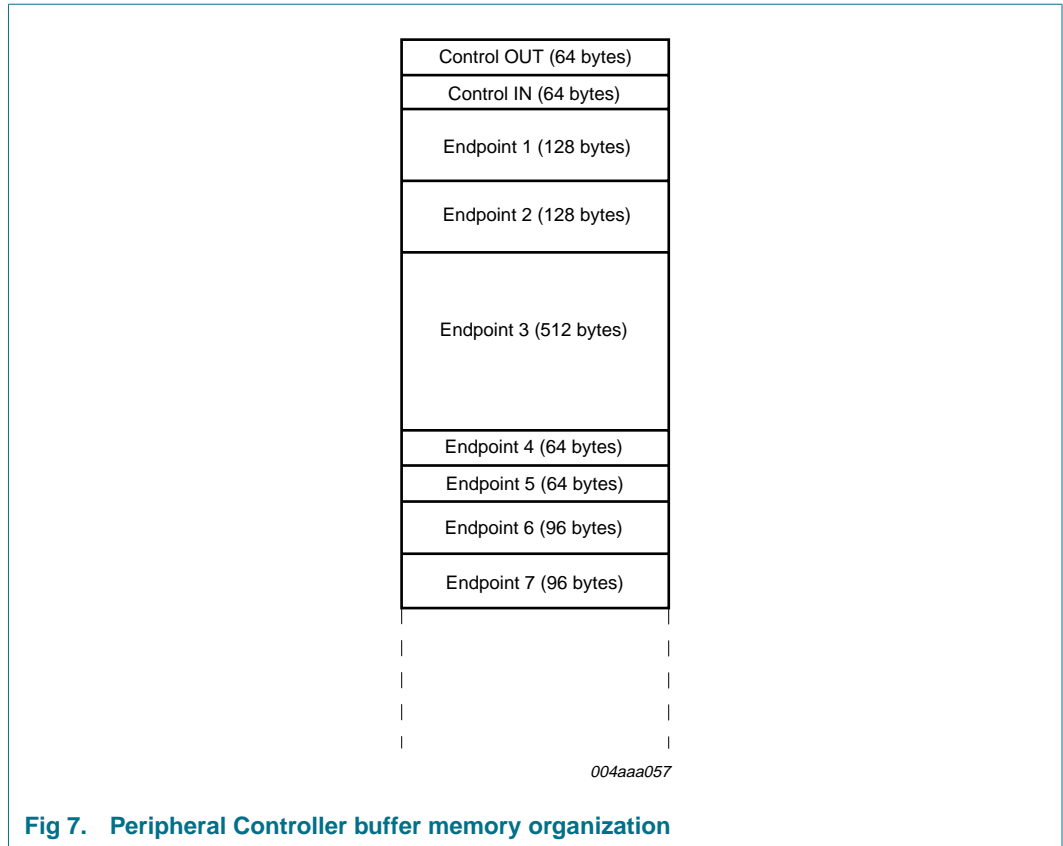 Control OUT (64 bytes)
Control IN (64 bytes)
Endpoint 1 (128 bytes)
Endpoint 2 (128 bytes)
Endpoint 3 (512 bytes)
Endpoint 4 (64 bytes)
Endpoint 5 (64 bytes)
Endpoint 6 (96 bytes)
Endpoint 7 (96 bytes)
004aaa057
Fig 7. Peripheral Controller buffer memory organization